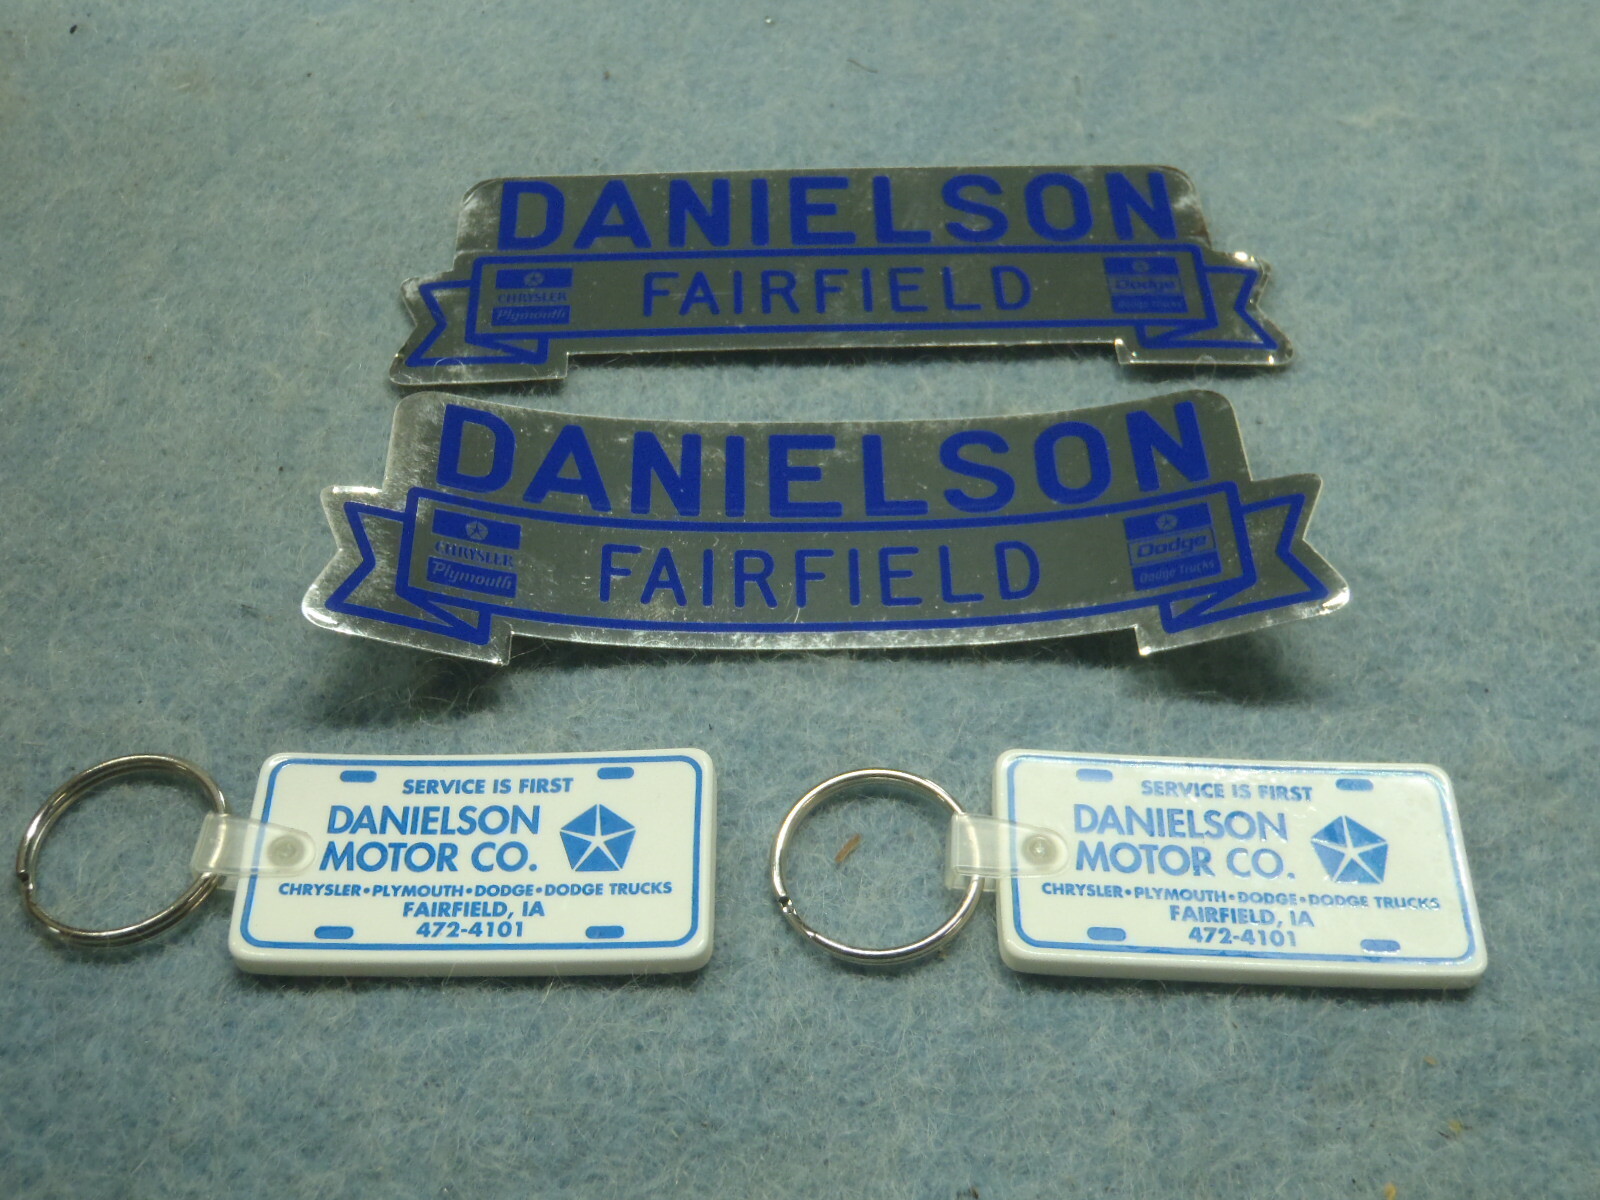 DANIELSON
CHRYSLER
Plymouth
FAIRFIELD
Dodge
Dodge Trucks
DANIELSON
CHRYSLER
Plymouth
FAIRFIELD
Dodge
Dodge Trucks
SERVICE IS FIRST
DANIELSON
MOTOR CO.
CHRYSLER•PLYMOUTH•DODGE•DODGE TRUCKS
FAIRFIELD, IA
472-4101
SERVICE IS FIRST
DANIELSON
MOTOR CO.
CHRYSLER•PLYMOUTH•DODGE•DODGE TRUCKS
FAIRFIELD, IA
472-4101